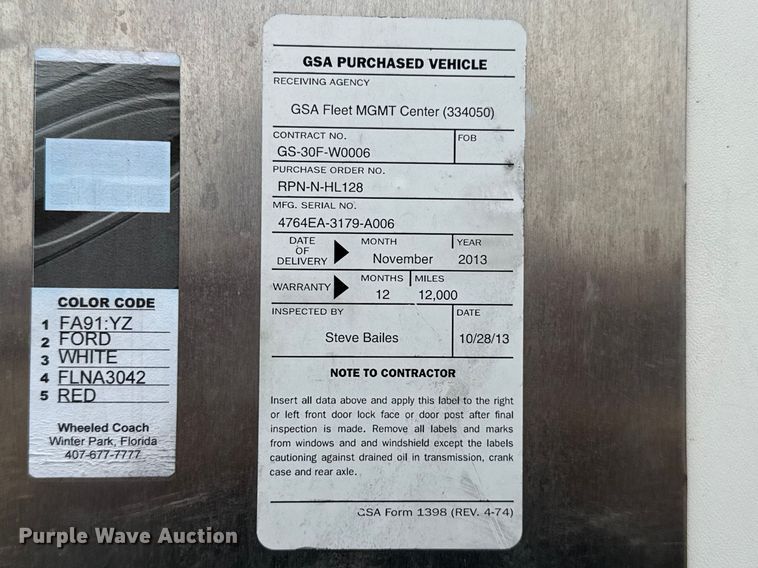 GSA PURCHASED VEHICLE
RECEIVING AGENCY
GSA Fleet MGMT Center (334050)
CONTRACT NO.
FOB
GS-30F-W0006
PURCHASE ORDER NO.
RPN-N-HL128
MFG. SERIAL NO.
4764EA-3179-A006
DATE OF DELIVERY
MONTH
YEAR
November
2013
WARRANTY
MONTHS
MILES
12
12,000
INSPECTED BY
DATE
Steve Bailes
10/28/13
NOTE TO CONTRACTOR
Insert all data above and apply this label to the right
or left front door lock face or door post after final
inspection is made. Remove all labels and marks
from windows and and windshield except the labels
cautioning against drained oil in transmission, crank
case and rear axle.
GSA Form 1398 (REV. 4-74)
COLOR CODE
1 FA91:YZ
2 FORD
3 WHITE
4 FLNA3042
5 RED
Wheeled Coach
Winter Park, Florida
407-677-7777
Purple Wave Auction